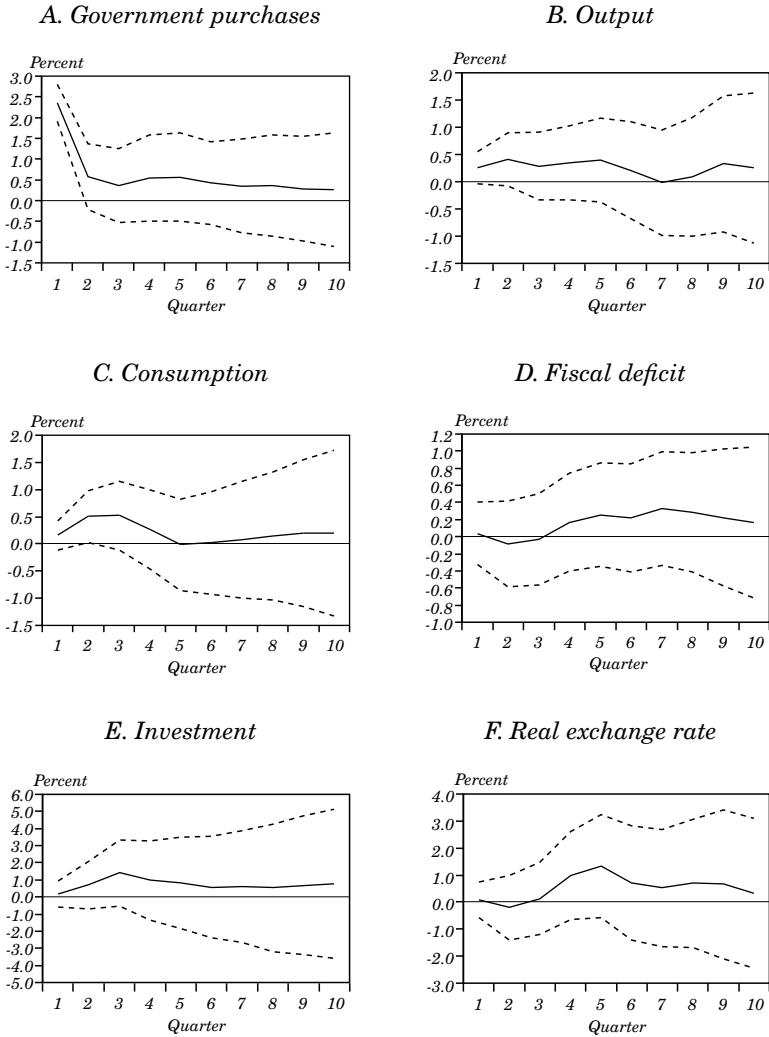 A. Government purchases
Percent
3.0
2.5
2.0
1.5
1.0
0.5
0.0
-0.5
-1.0
-1.5
1 2 3 4 5 6 7 8 9 10
Quarter
B. Output
Percent
2.0
1.5
1.0
0.5
0.0
-0.5
-1.0
-1.5
1 2 3 4 5 6 7 8 9 10
Quarter
C. Consumption
Percent
2.0
1.5
1.0
0.5
0.0
-0.5
-1.0
-1.5
1 2 3 4 5 6 7 8 9 10
Quarter
D. Fiscal deficit
Percent
1.2
1.0
0.8
0.4
0.2
0.0
-0.2
-0.4
-0.6
-0.8
-1.0
1 2 3 4 5 6 7 8 9 10
Quarter
E. Investment
Percent
6.0
5.0
4.0
3.0
2.0
1.0
0.0
-1.0
-2.0
-3.0
-4.0
-5.0
1 2 3 4 5 6 7 8 9 10
Quarter
F. Real exchange rate
Percent
4.0
3.0
2.0
1.0
0.0
-1.0
-2.0
-3.0
1 2 3 4 5 6 7 8 9 10
Quarter